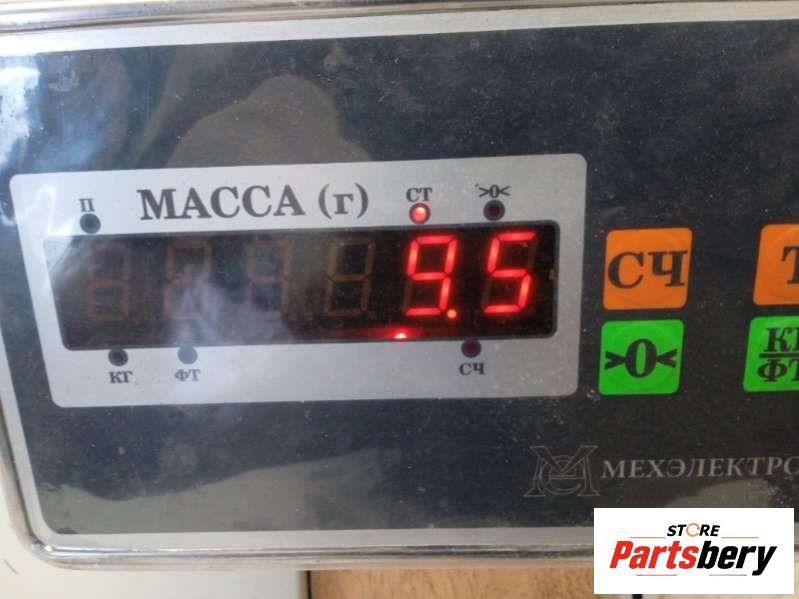 П МАССА (г) СТ >0<
9.5
КГ ФТ СЧ
СЧ
>0<
МЕХЭЛЕКТРО
STORE
Partsbery